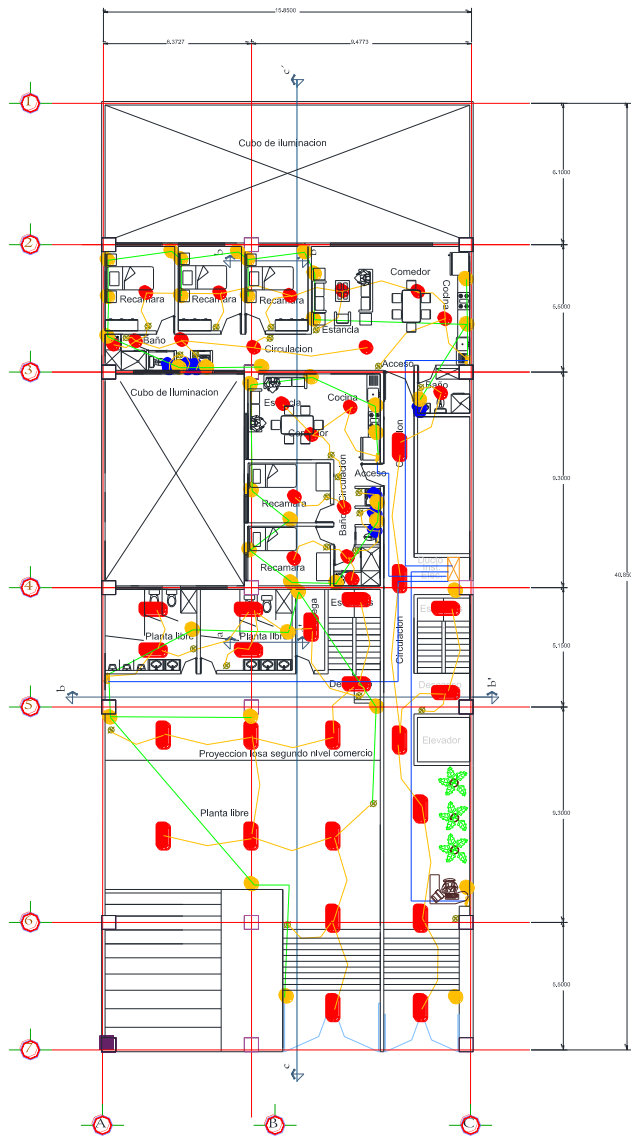 15.8500
6.3727
9.4773
c'
1
Cubo de iluminacion
6.1000
2
b
b
Comedor
Recamara
Recamara
Recamara
Cocina
Estancia
5.5000
Baño
Circulacion
Acceso
3
Cubo de iluminacion
Estancia
Cocina
Baño
Comedor
Circulacion
Circulacion
9.3000
Acceso
Recamara
Baño
Recamara
Ducto
4
40.850
Planta libre
Planta libre
a
Circulacion
5.1500
b
b'
5
Elevador
Proyeccion losa segundo nivel comercio
Planta libre
9.3000
6
5.5000
7
c
A
B
C